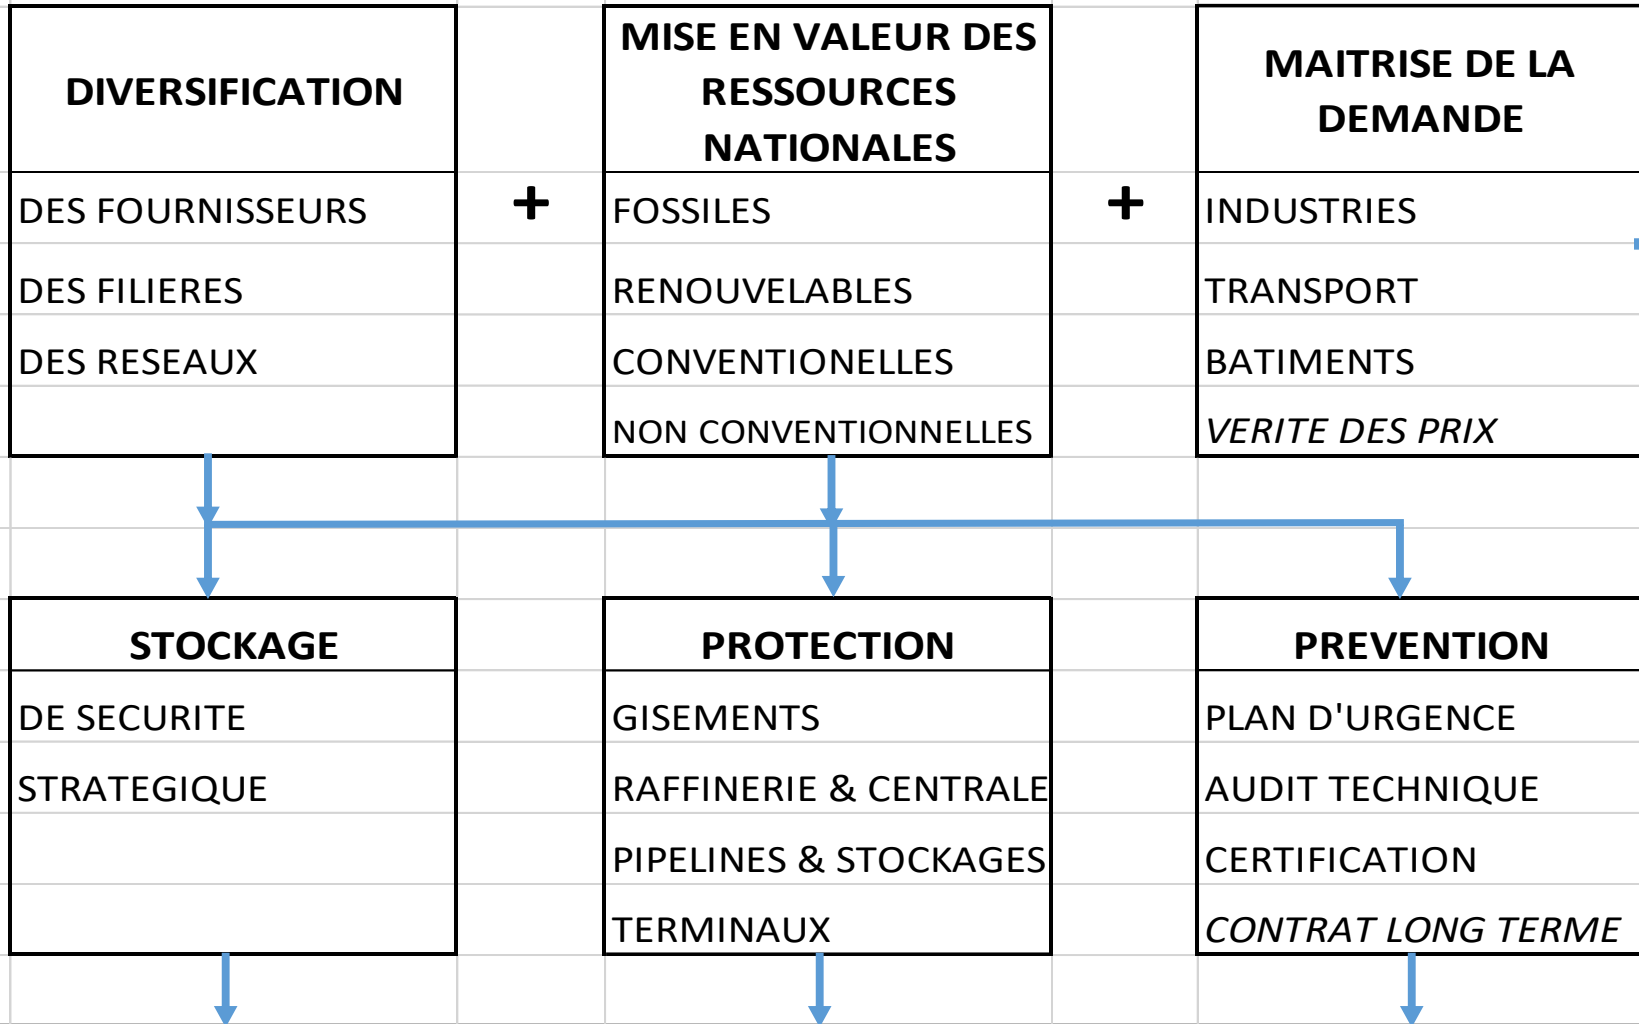 DIVERSIFICATION
MISE EN VALEUR DES
RESSOURCES
NATIONALES
MAITRISE DE LA
DEMANDE
DES FOURNISSEURS
+
FOSSILES
+
INDUSTRIES
DES FILIERES
RENOUVELABLES
TRANSPORT
DES RESEAUX
CONVENTIONELLES
BATIMENTS
NON CONVENTIONNELLES
VERITE DES PRIX
STOCKAGE
PROTECTION
PREVENTION
DE SECURITE
GISEMENTS
PLAN D'URGENCE
STRATEGIQUE
RAFFINERIE & CENTRALE
AUDIT TECHNIQUE
PIPELINES & STOCKAGES
CERTIFICATION
TERMINAUX
CONTRAT LONG TERME